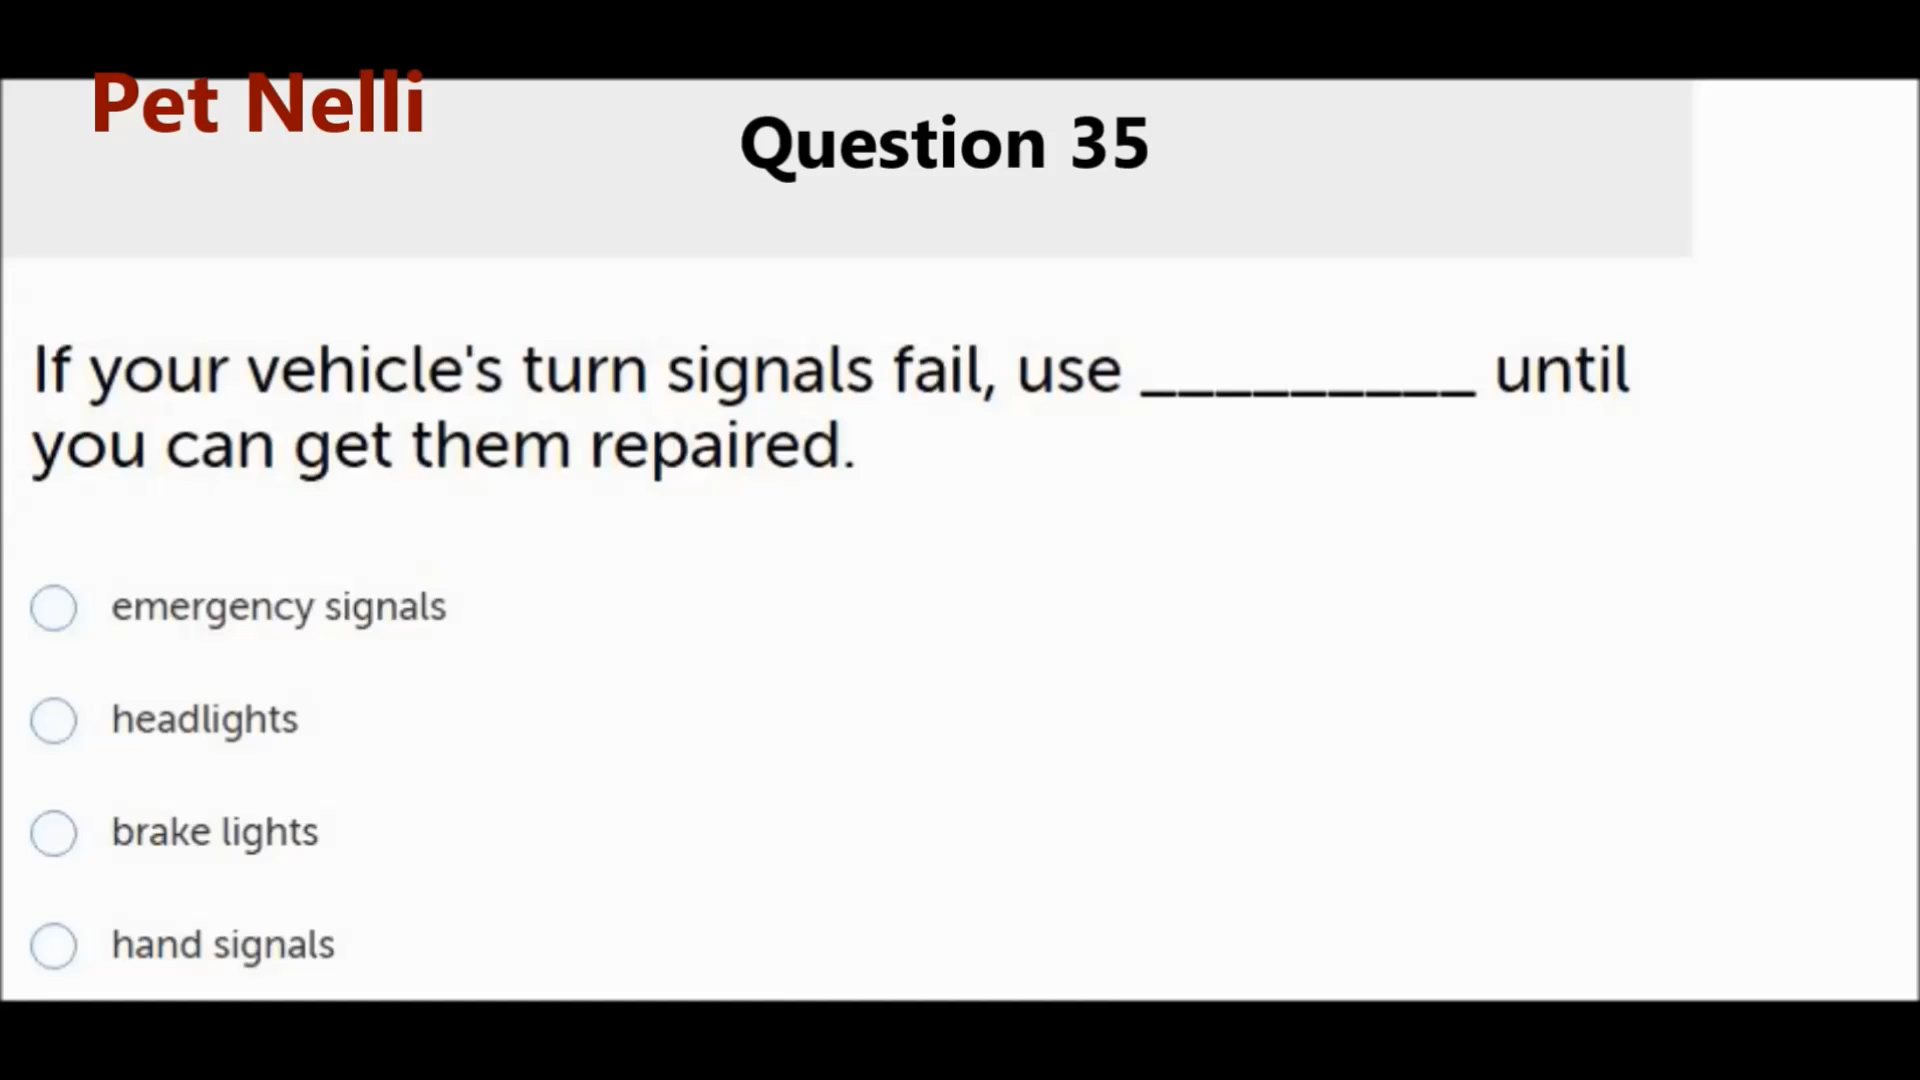 Pet Nelli
Question 35
If your vehicle's turn signals fail, use _________ until
you can get them repaired.
emergency signals
headlights
brake lights
hand signals